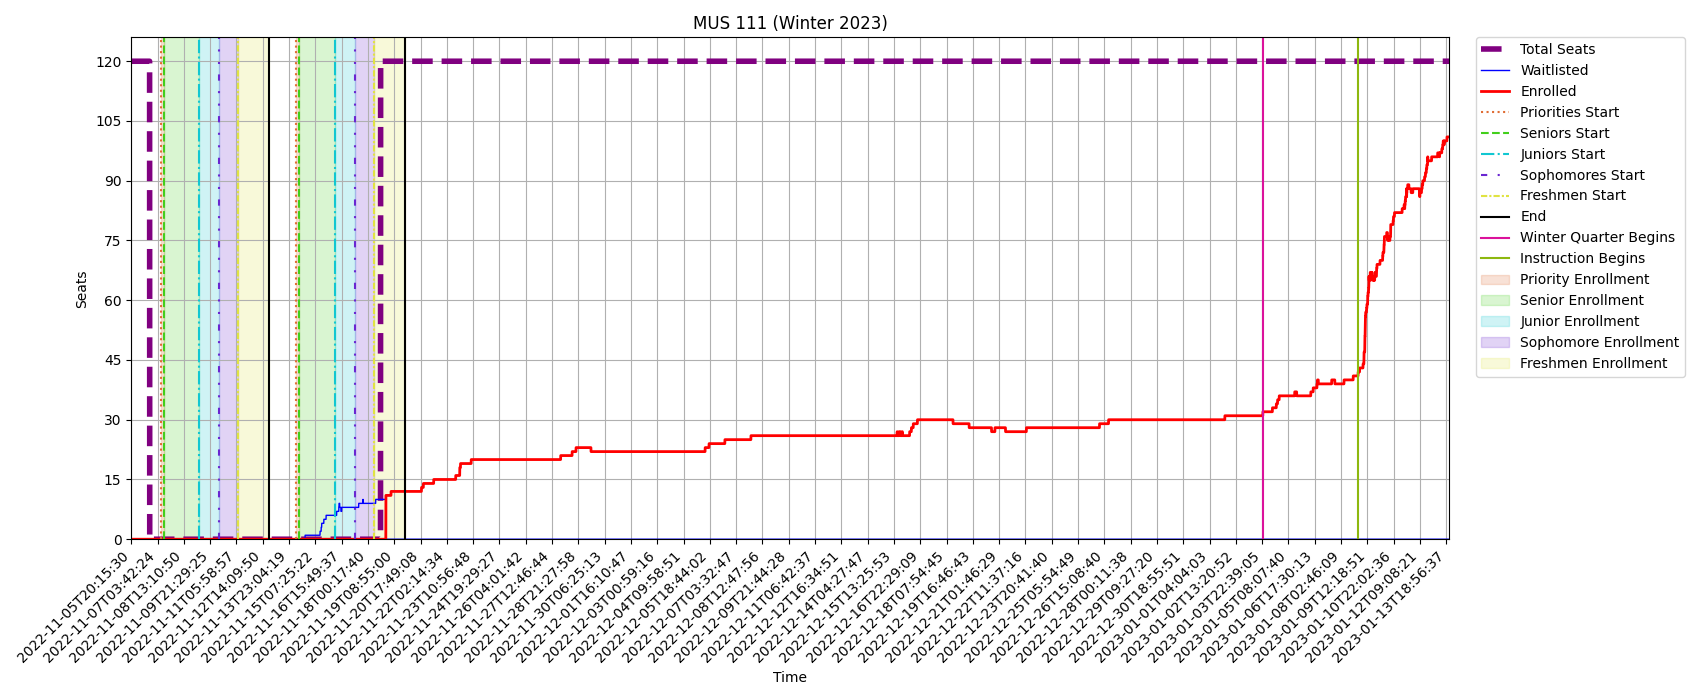 MUS 111 (Winter 2023)
Seats
120
105
90
75
60
45
30
15
0
2022-11-05T20:15:30
2022-11-07T03:42:24
2022-11-08T13:10:50
2022-11-09T21:29:25
2022-11-11T05:58:57
2022-11-12T14:09:50
2022-11-13T23:04:19
2022-11-15T07:25:22
2022-11-16T15:49:37
2022-11-18T00:17:40
2022-11-19T08:55:00
2022-11-20T17:49:08
2022-11-22T02:14:34
2022-11-23T10:56:48
2022-11-24T19:29:27
2022-11-26T04:01:42
2022-11-27T12:46:44
2022-11-28T21:27:58
2022-11-30T06:25:13
2022-12-01T16:10:47
2022-12-03T00:59:16
2022-12-04T09:58:51
2022-12-05T18:44:02
2022-12-07T03:32:47
2022-12-08T12:47:56
2022-12-09T21:44:28
2022-12-11T06:42:37
2022-12-12T16:34:51
2022-12-14T04:27:47
2022-12-15T13:25:53
2022-12-16T22:29:09
2022-12-18T07:54:45
2022-12-19T16:46:43
2022-12-21T01:46:29
2022-12-22T11:37:16
2022-12-23T20:41:40
2022-12-25T05:54:49
2022-12-26T15:08:40
2022-12-28T00:11:38
2022-12-29T09:27:20
2022-12-30T18:55:51
2023-01-01T04:04:03
2023-01-02T13:20:52
2023-01-03T22:39:05
2023-01-05T08:07:40
2023-01-06T17:30:13
2023-01-08T02:46:09
2023-01-09T12:18:51
2023-01-10T22:02:36
2023-01-12T09:08:21
2023-01-13T18:56:37
Time
Total Seats
Waitlisted
Enrolled
Priorities Start
Seniors Start
Juniors Start
Sophomores Start
Freshmen Start
End
Winter Quarter Begins
Instruction Begins
Priority Enrollment
Senior Enrollment
Junior Enrollment
Sophomore Enrollment
Freshmen Enrollment